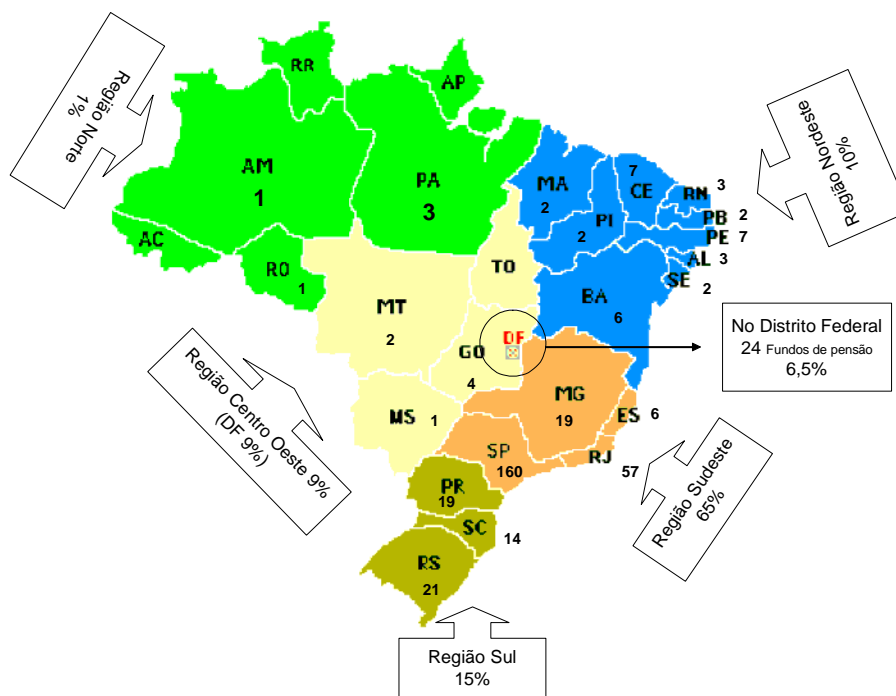 Região Norte
1%
RR
AP
AM
1
PA
3
AC
RO
1
Região Nordeste
10%
MA
2
PI
2
7
CE
RN
3
PB
2
PE
7
AL
3
SE
2
BA
6
TO
MT
2
GO
4
DF
MS
1
No Distrito Federal
24 Fundos de pensão
6,5%
Região Centro Oeste 9%
(DF 9%)
MG
19
ES
6
SP
160
RJ
57
Região Sudeste
65%
PR
19
SC
14
RS
21
Região Sul
15%